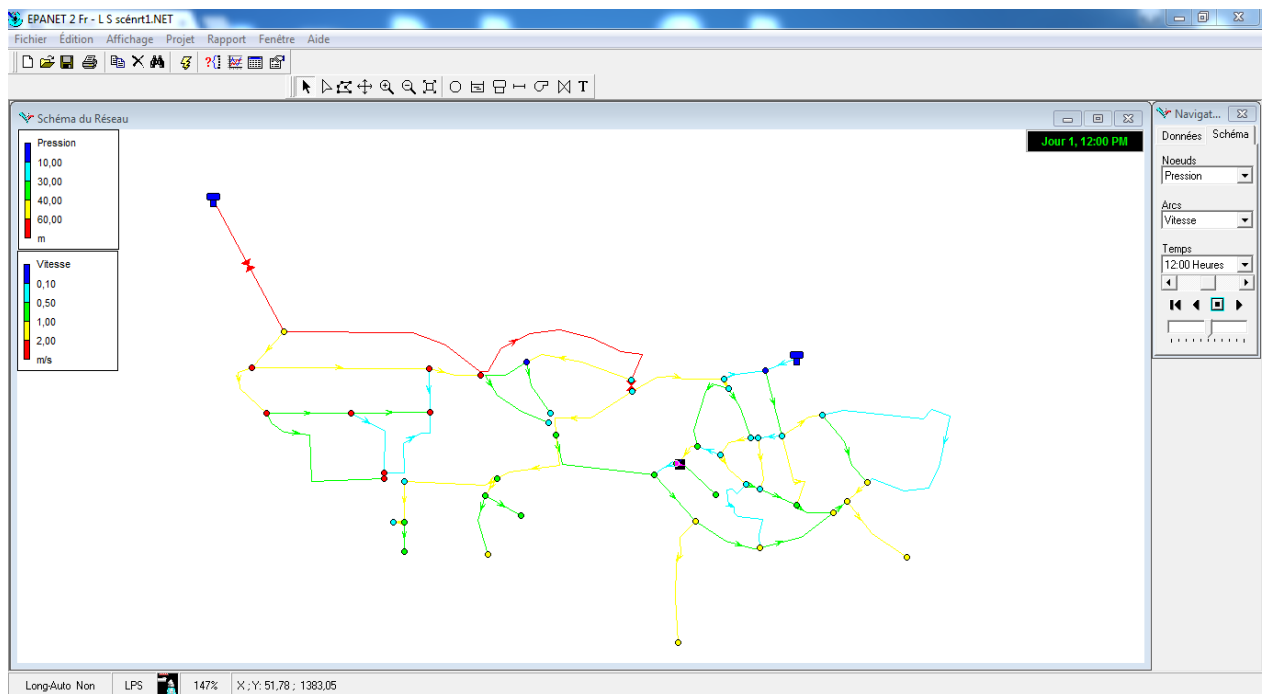 EPANET 2 Fr - L S scénrt1.NET
Fichier Édition Affichage Projet Rapport Fenêtre Aide
T
Schéma du Réseau
Pression
10,00
30,00
40,00
60,00
m
Vitesse
0,10
0,50
1,00
2,00
m/s
Jour 1, 12:00 PM
Navigat...
Données Schéma
Noeuds
Pression
Arcs
Vitesse
Temps
12:00 Heures
Long-Auto Non LPS 147% X ; Y: 51,78 ; 1383,05